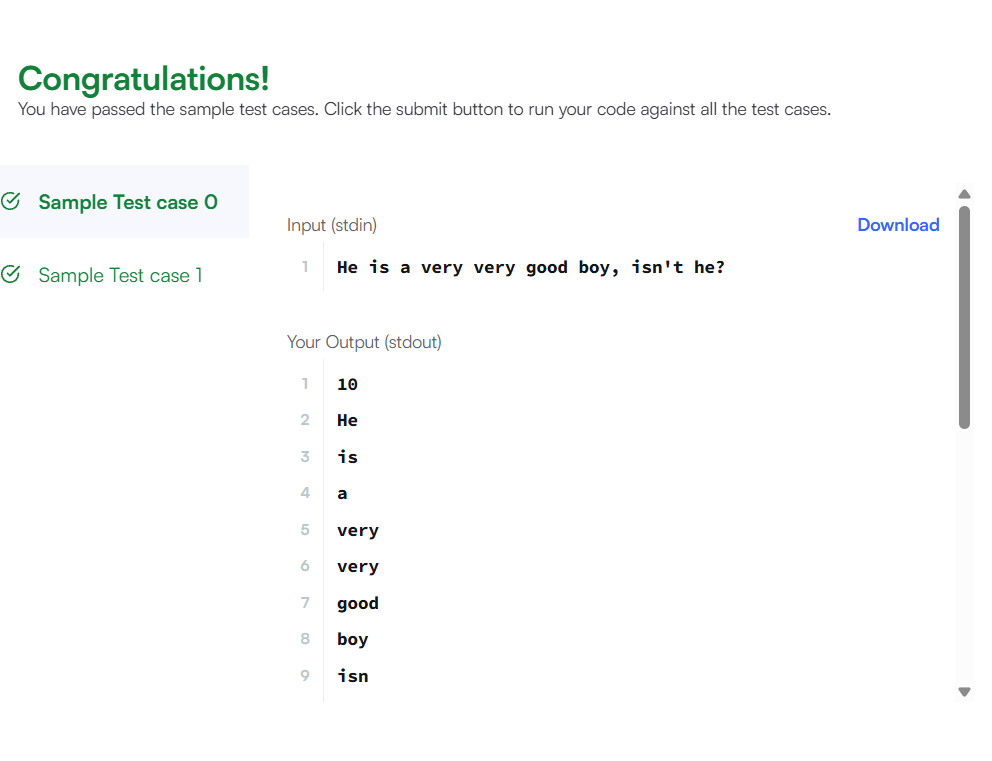 Congratulations!
You have passed the sample test cases. Click the submit button to run your code against all the test cases.
Sample Test case 0
Sample Test case 1
Input (stdin)
Download
1 He is a very very good boy, isn't he?
Your Output (stdout)
1 10
2 He
3 is
4 a
5 very
6 very
7 good
8 boy
9 isn